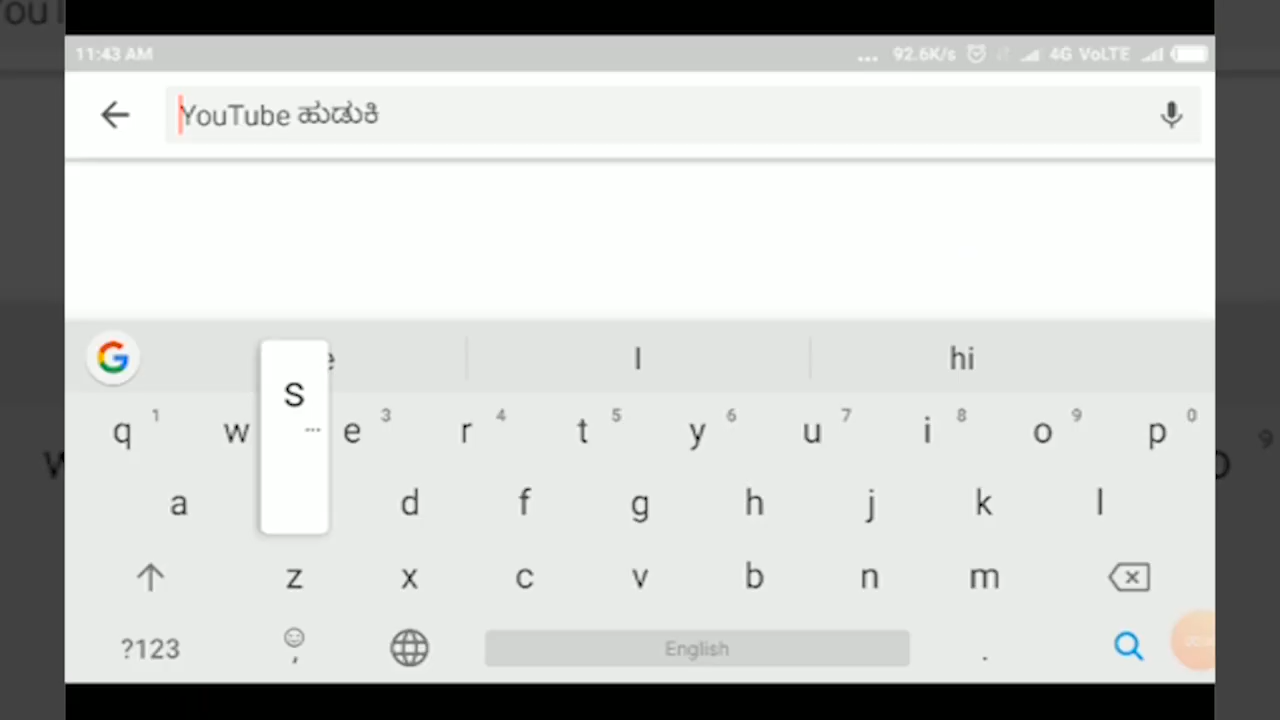 11:43 AM ... 92.6K/s 4G VoLTE
YouTube ಹುಡುಕಿ
I hi
q 1 w e 3 r 4 t 5 y 6 u 7 i 8 o 9 p 0
a s d f g h j k l
z x c v b n m
?123 , English .